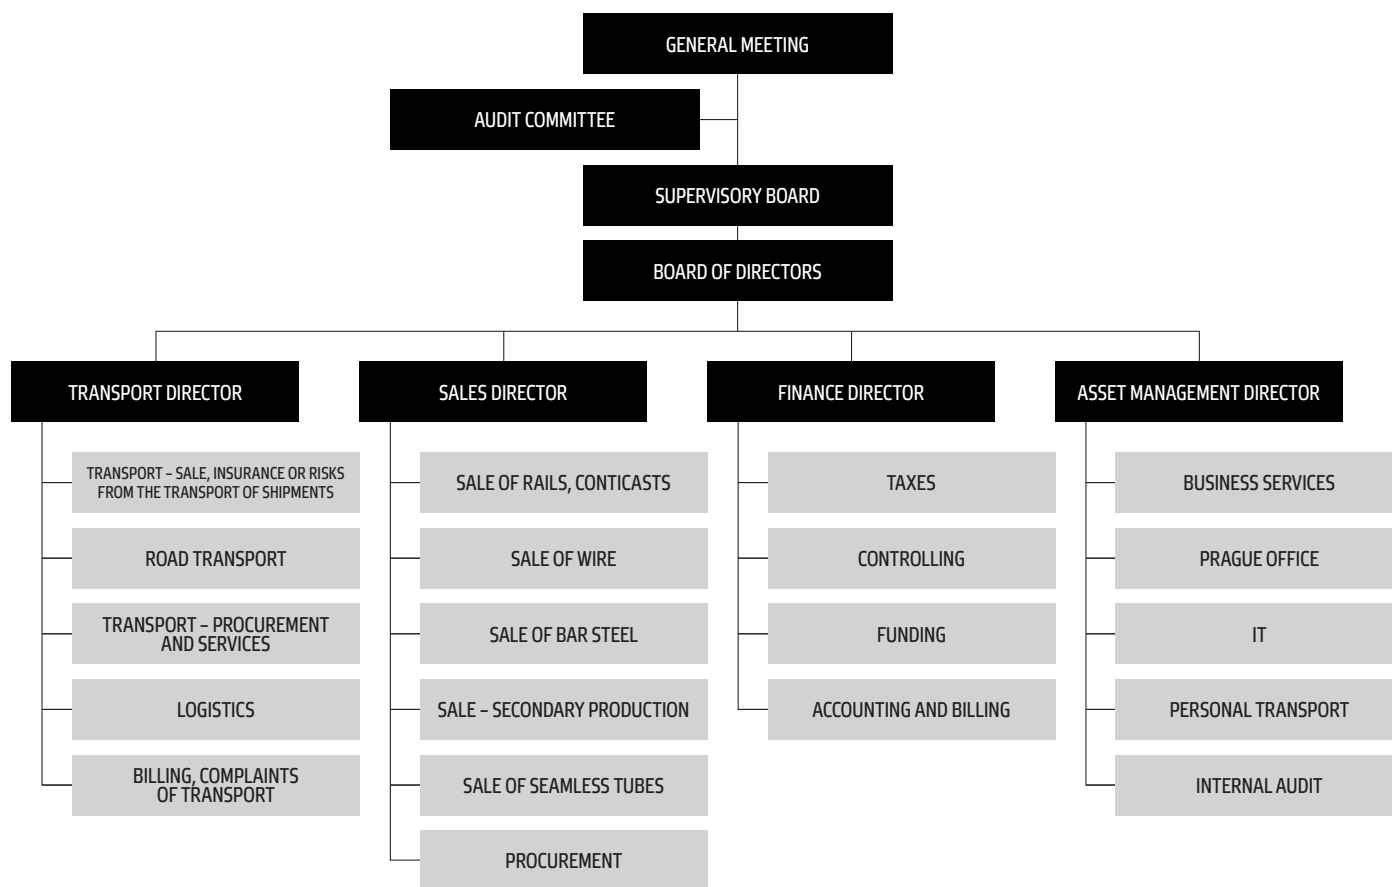 GENERAL MEETING
AUDIT COMMITTEE
SUPERVISORY BOARD
BOARD OF DIRECTORS
TRANSPORT DIRECTOR
SALES DIRECTOR
FINANCE DIRECTOR
ASSET MANAGEMENT DIRECTOR
TRANSPORT – SALE, INSURANCE OR RISKS
FROM THE TRANSPORT OF SHIPMENTS
ROAD TRANSPORT
TRANSPORT – PROCUREMENT
AND SERVICES
LOGISTICS
BILLING, COMPLAINTS
OF TRANSPORT
SALE OF RAILS, CONTICASTS
SALE OF WIRE
SALE OF BAR STEEL
SALE – SECONDARY PRODUCTION
SALE OF SEAMLESS TUBES
PROCUREMENT
TAXES
CONTROLLING
FUNDING
ACCOUNTING AND BILLING
BUSINESS SERVICES
PRAGUE OFFICE
IT
PERSONAL TRANSPORT
INTERNAL AUDIT